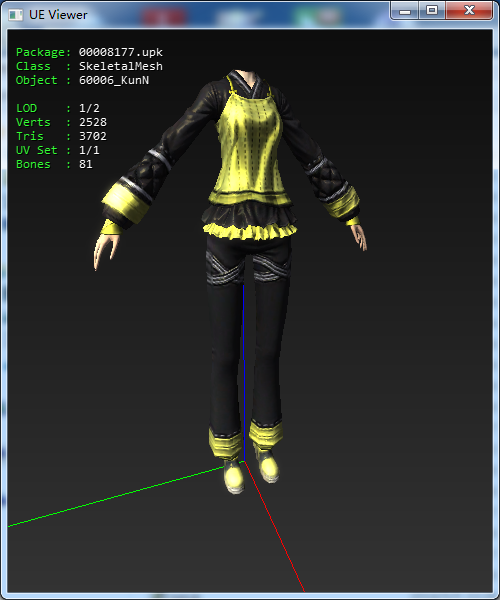 UE Viewer
Package: 00008177.upk
Class : SkeletalMesh
Object : 60006_KunN
LOD : 1/2
Verts : 2528
Tris : 3702
UV Set : 1/1
Bones : 81